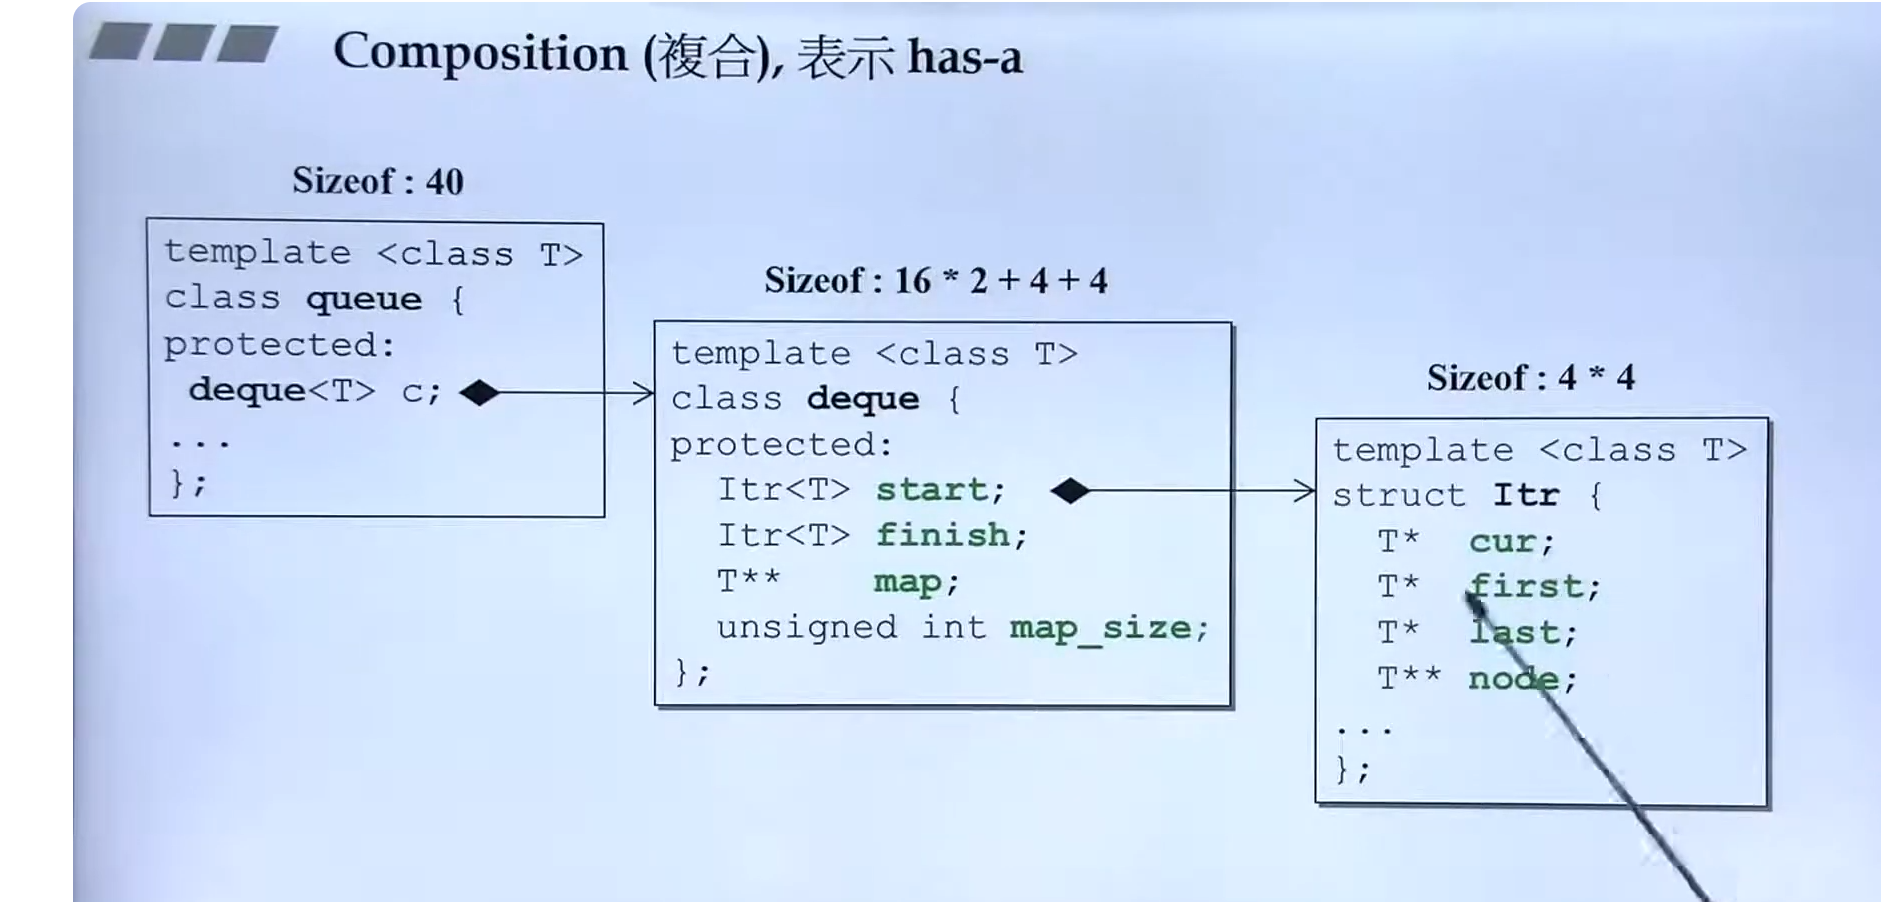 Composition (複合), 表示 has-a
Sizeof : 40
template <class T>
class queue {
protected:
deque<T> c;
...
};
Sizeof : 16 * 2 + 4 + 4
template <class T>
class deque {
protected:
Itr<T> start;
Itr<T> finish;
T** map;
unsigned int map_size;
};
Sizeof : 4 * 4
template <class T>
struct Itr {
T* cur;
T* first;
T* last;
T** node;
...
};